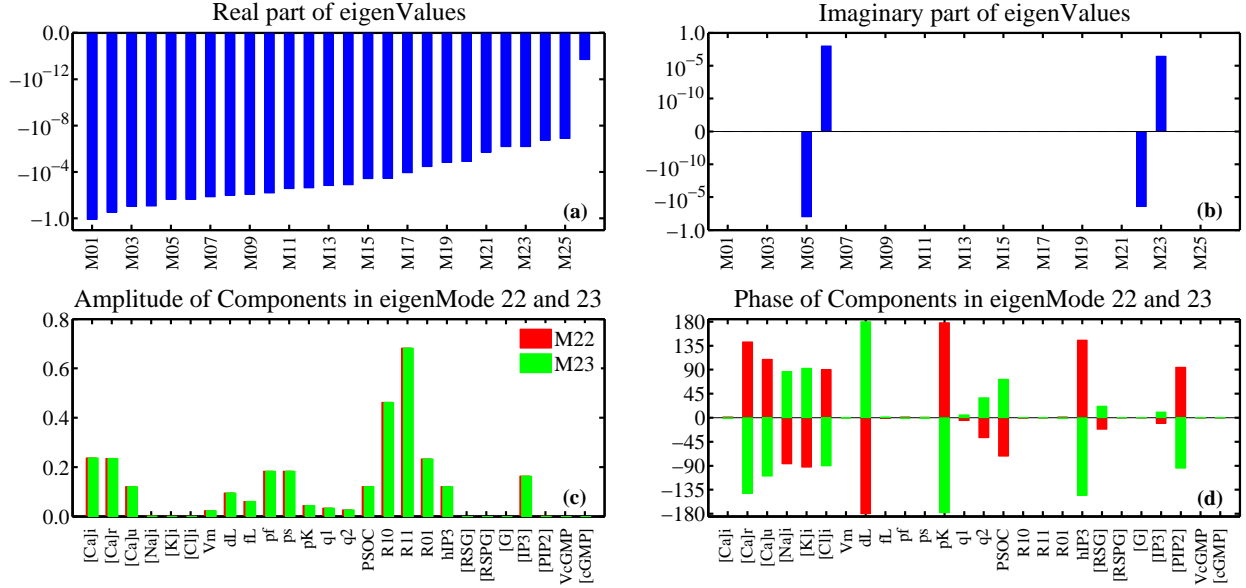 Real part of eigenValues
0.0
−10^−12
−10^−8
−10^−4
−1.0
(a)
M01
M03
M05
M07
M09
M11
M13
M15
M17
M19
M21
M23
M25
Imaginary part of eigenValues
1.0
10^−5
10^−10
0
−10^−10
−10^−5
−1.0
(b)
M01
M03
M05
M07
M09
M11
M13
M15
M17
M19
M21
M23
M25
Amplitude of Components in eigenMode 22 and 23
0.8
0.6
0.4
0.2
0.0
M22
M23
(c)
[Ca]i
[Ca]r
[Ca]u
[Na]i
[K]i
[Cl]i
Vm
dL
fL
pf
ps
pK
q1
q2
PSOC
R10
R11
R01
hIP3
[RSG]
[RSPG]
[G]
[IP3]
[PIP2]
VcGMP
[cGMP]
Phase of Components in eigenMode 22 and 23
180
135
90
45
0
−45
−90
−135
−180
(d)
[Ca]i
[Ca]r
[Ca]u
[Na]i
[K]i
[Cl]i
Vm
dL
fL
pf
ps
pK
q1
q2
PSOC
R10
R11
R01
hIP3
[RSG]
[RSPG]
[G]
[IP3]
[PIP2]
VcGMP
[cGMP]